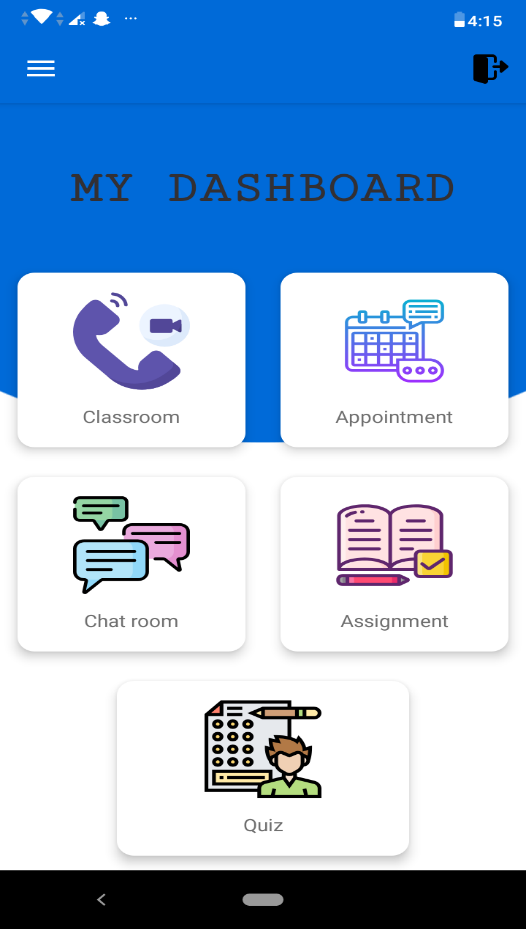 4:15
MY DASHBOARD
Classroom
Appointment
Chat room
Assignment
Quiz